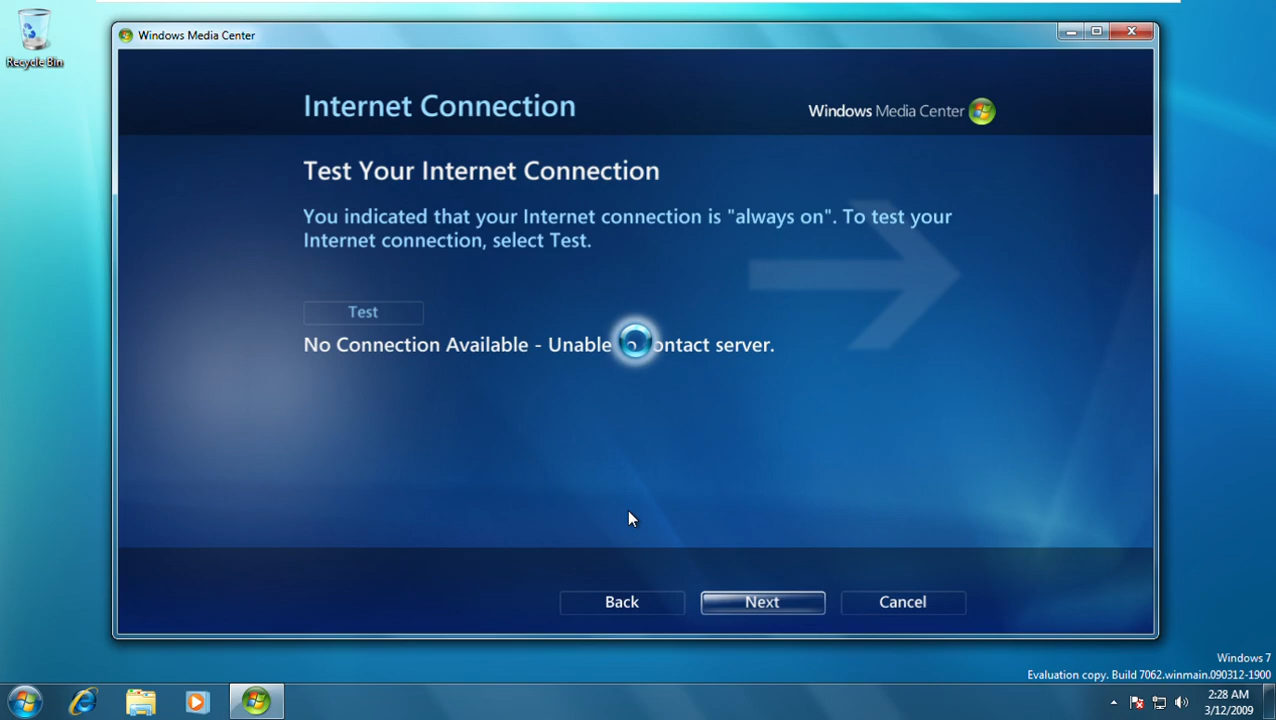 Recycle Bin
Windows Media Center
Internet Connection
Windows Media Center
Test Your Internet Connection
You indicated that your Internet connection is "always on". To test your
Internet connection, select Test.
Test
No Connection Available - Unable ontact server.
Back
Next
Cancel
Windows 7
Evaluation copy. Build 7062.winmain.090312-1900
2:28 AM
3/12/2009